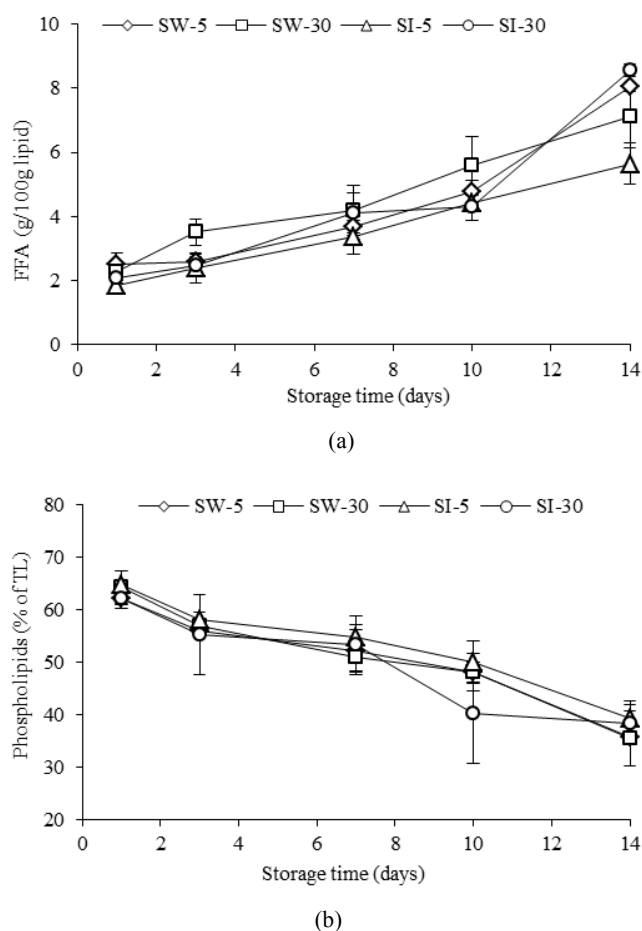 SW-5 SW-30 SI-5 SI-30
10
8
6
4
2
0
FFA (g/100g lipid)
0 2 4 6 8 10 12 14
Storage time (days)
(a)
SW-5 SW-30 SI-5 SI-30
80
70
60
50
40
30
20
Phospholipids (% of TL)
0 2 4 6 8 10 12 14
Storage time (days)
(b)